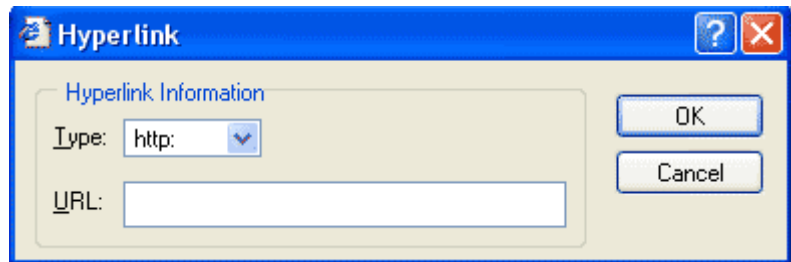 Hyperlink
?
Hyperlink Information
Type: http:
URL:
OK
Cancel